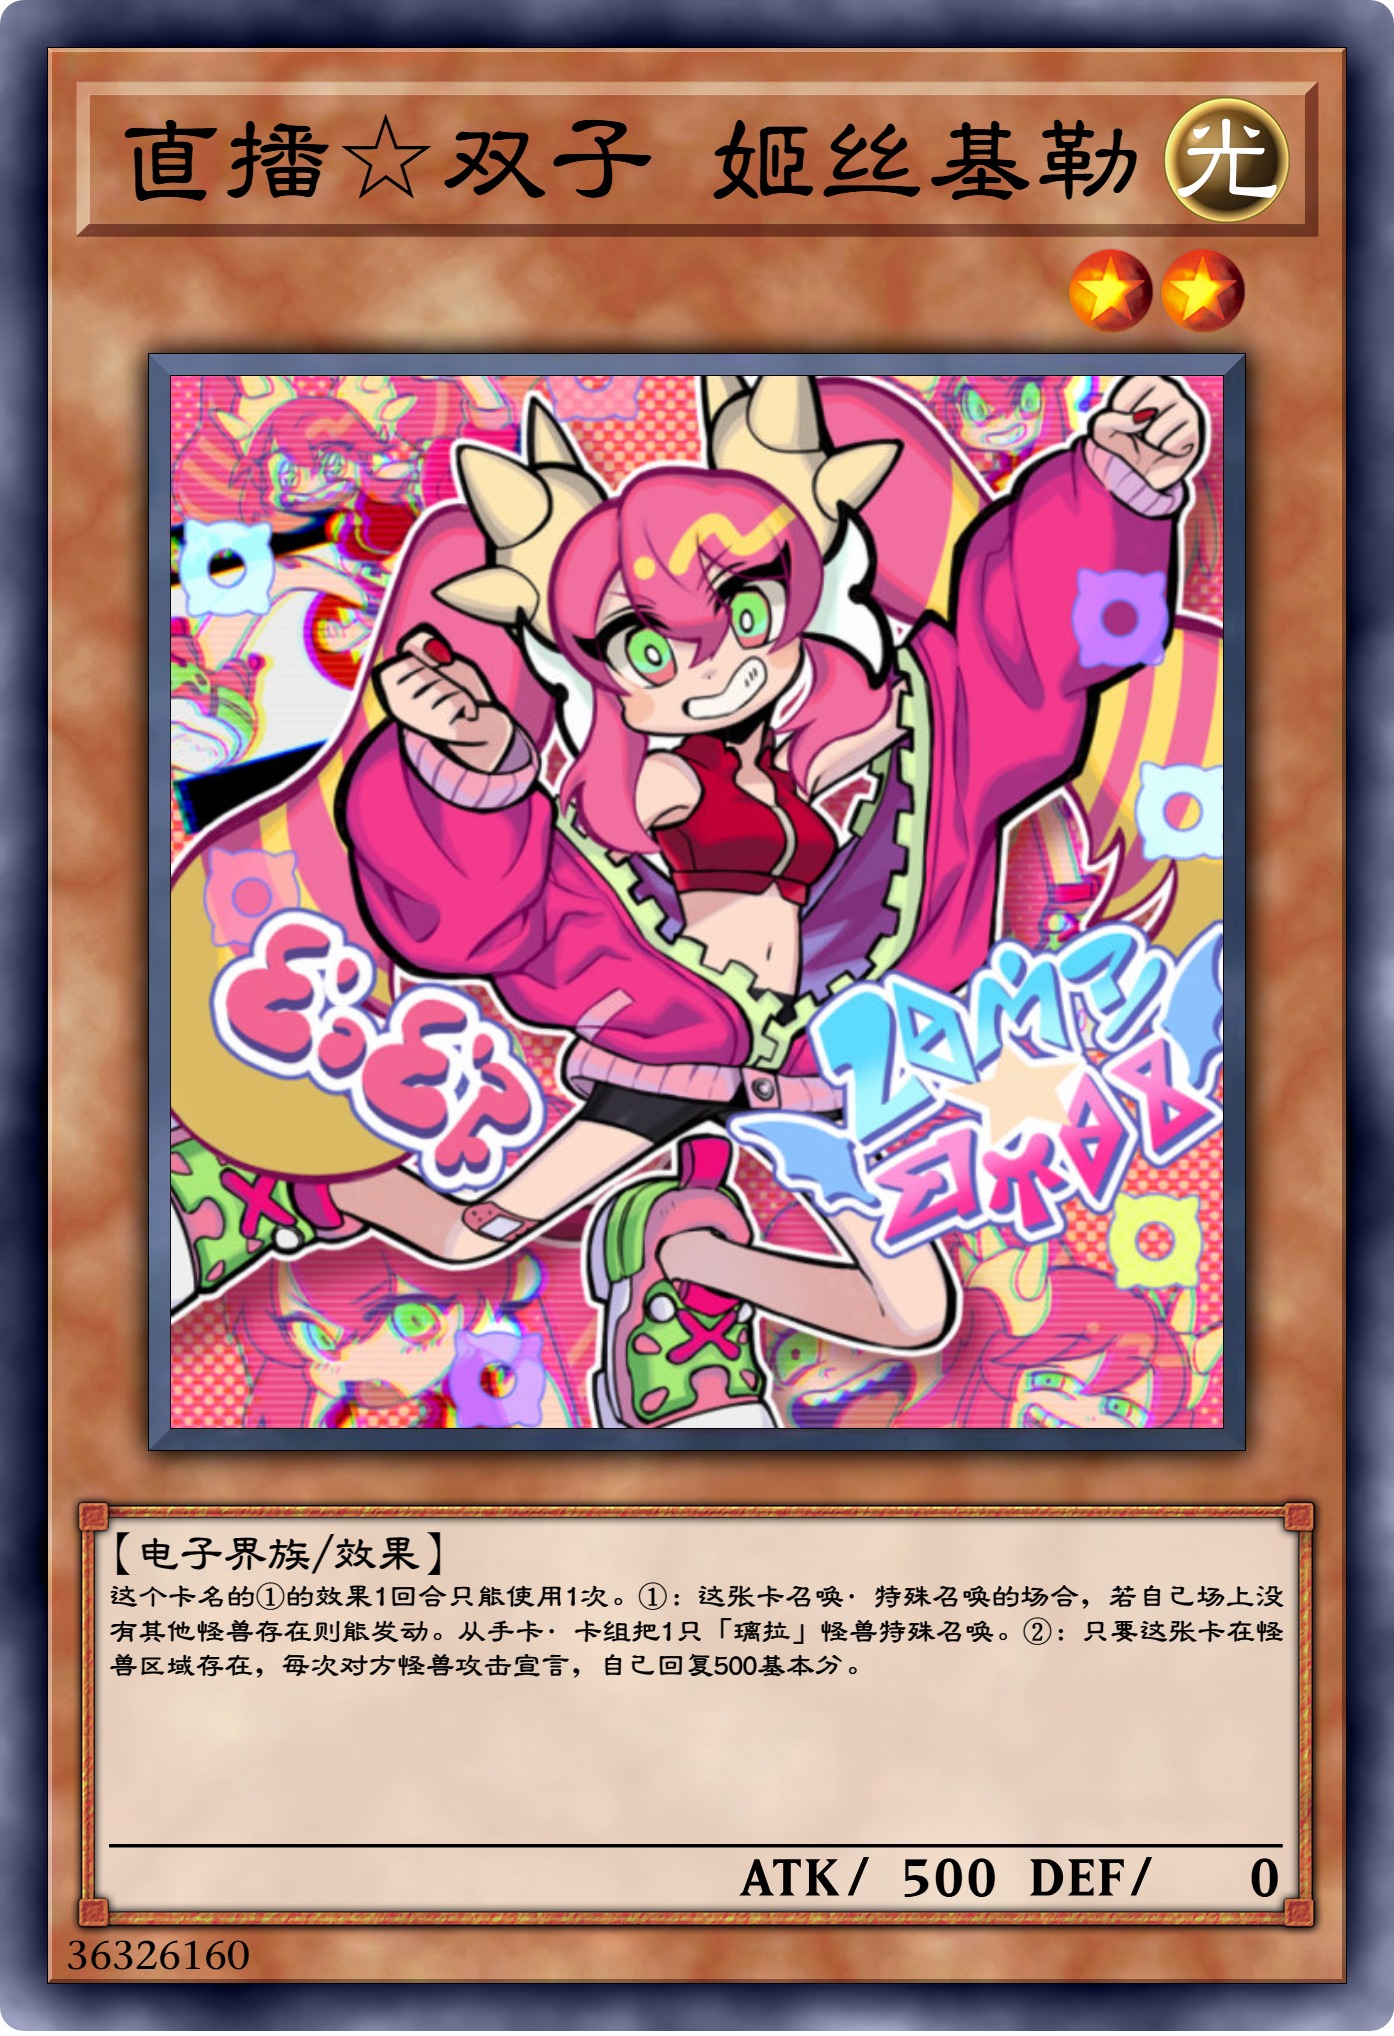 直播☆双子 姬丝基勒 光
【电子界族/效果】
这个卡名的①的效果1回合只能使用1次。①：这张卡召唤·特殊召唤的场合，若自己场上没
有其他怪兽存在则能发动。从手卡·卡组把1只「璃拉」怪兽特殊召唤。②：只要这张卡在怪
兽区域存在，每次对方怪兽攻击宣言，自己回复500基本分。
ATK/ 500 DEF/ 0
36326160